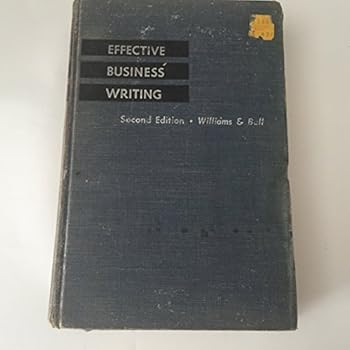 EFFECTIVE
BUSINESS
WRITING
Second Edition • Williams & Ball